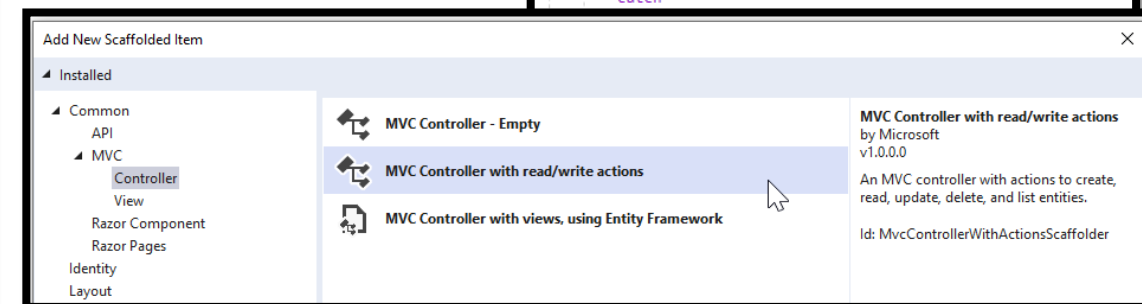 catch
Add New Scaffolded Item
Installed
Common
API
MVC
Controller
View
Razor Component
Razor Pages
Identity
Layout
MVC Controller - Empty
MVC Controller with read/write actions
MVC Controller with views, using Entity Framework
MVC Controller with read/write actions
by Microsoft
v1.0.0.0
An MVC controller with actions to create,
read, update, delete, and list entities.
Id: MvcControllerWithActionsScaffolder